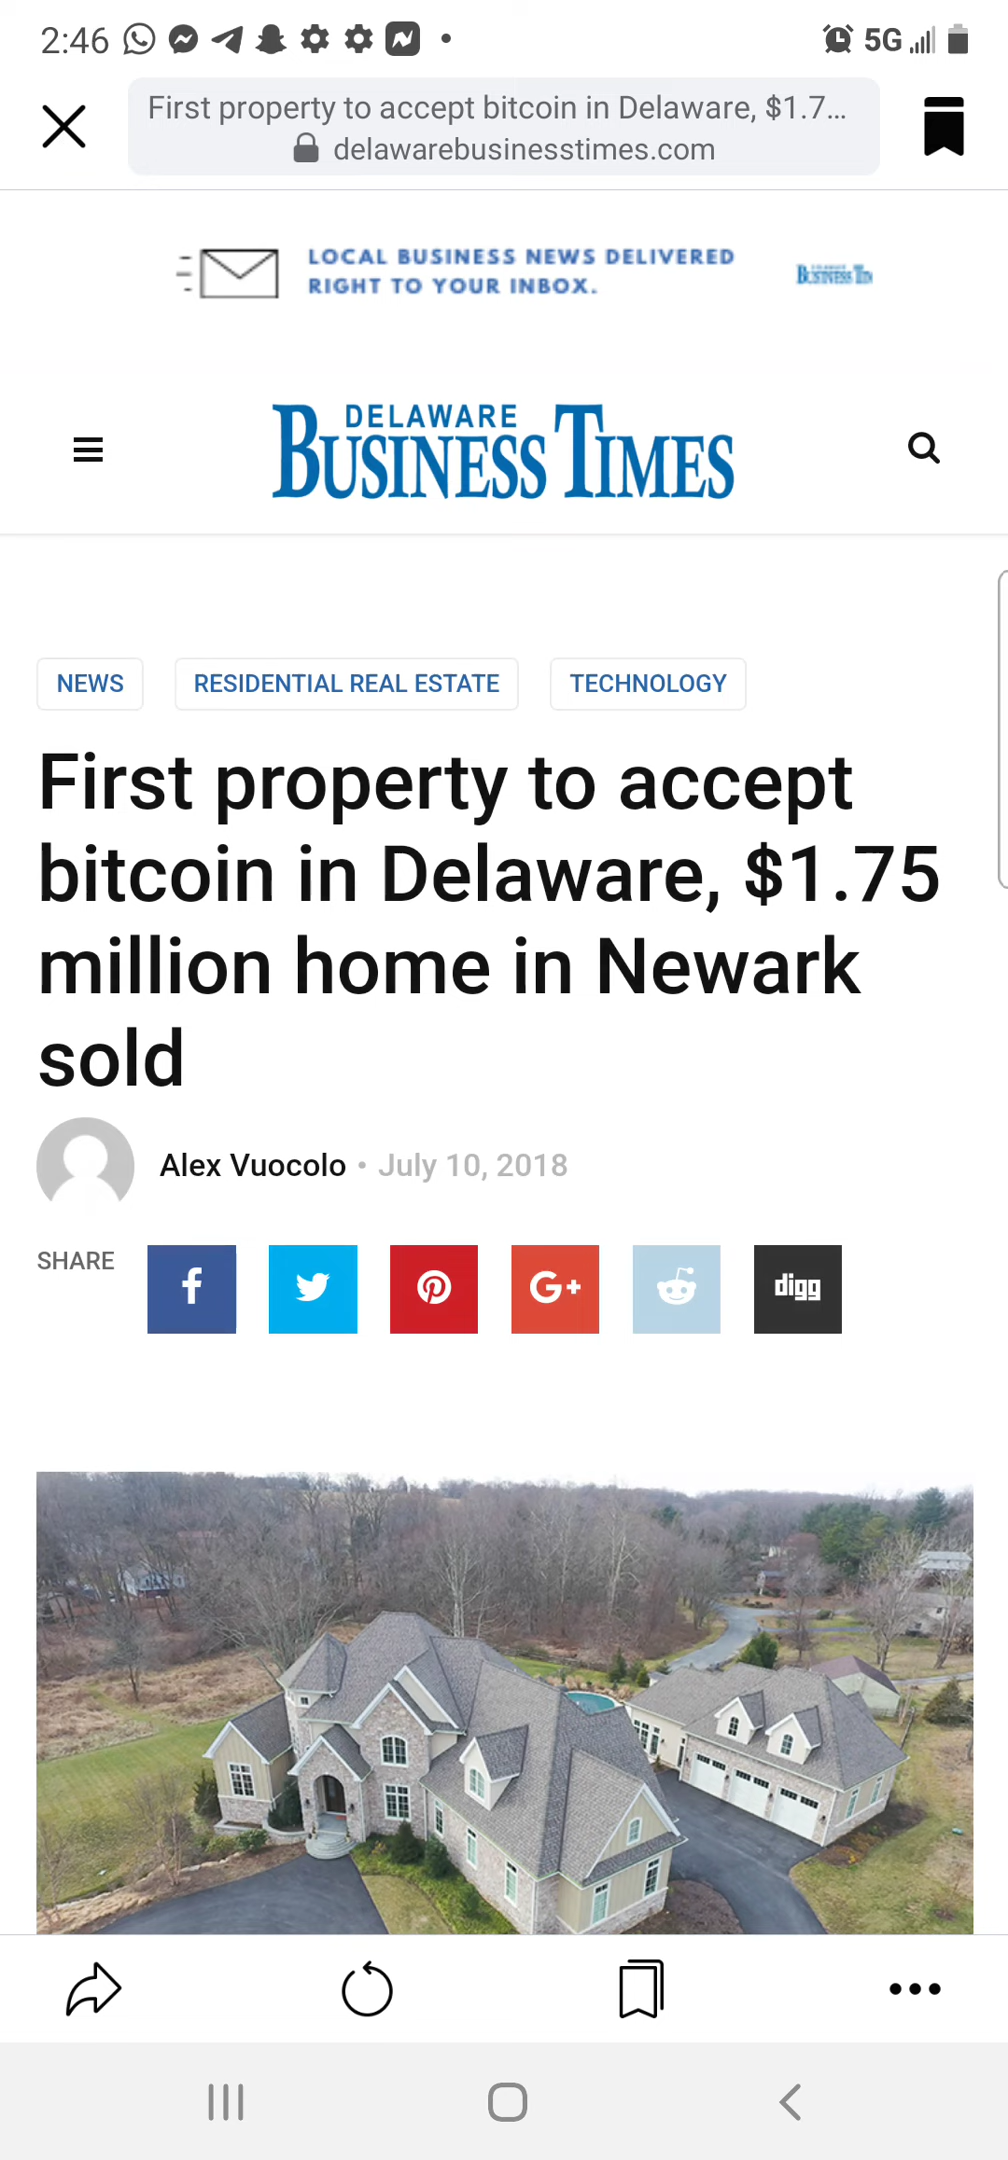 2:46 5G
First property to accept bitcoin in Delaware, $1.7...
delawarebusinesstimes.com
LOCAL BUSINESS NEWS DELIVERED
RIGHT TO YOUR INBOX.
BUSINESS
DELAWARE
BUSINESS TIMES
NEWS RESIDENTIAL REAL ESTATE TECHNOLOGY
First property to accept
bitcoin in Delaware, $1.75
million home in Newark
sold
Alex Vuocolo • July 10, 2018
SHARE f G+ digg